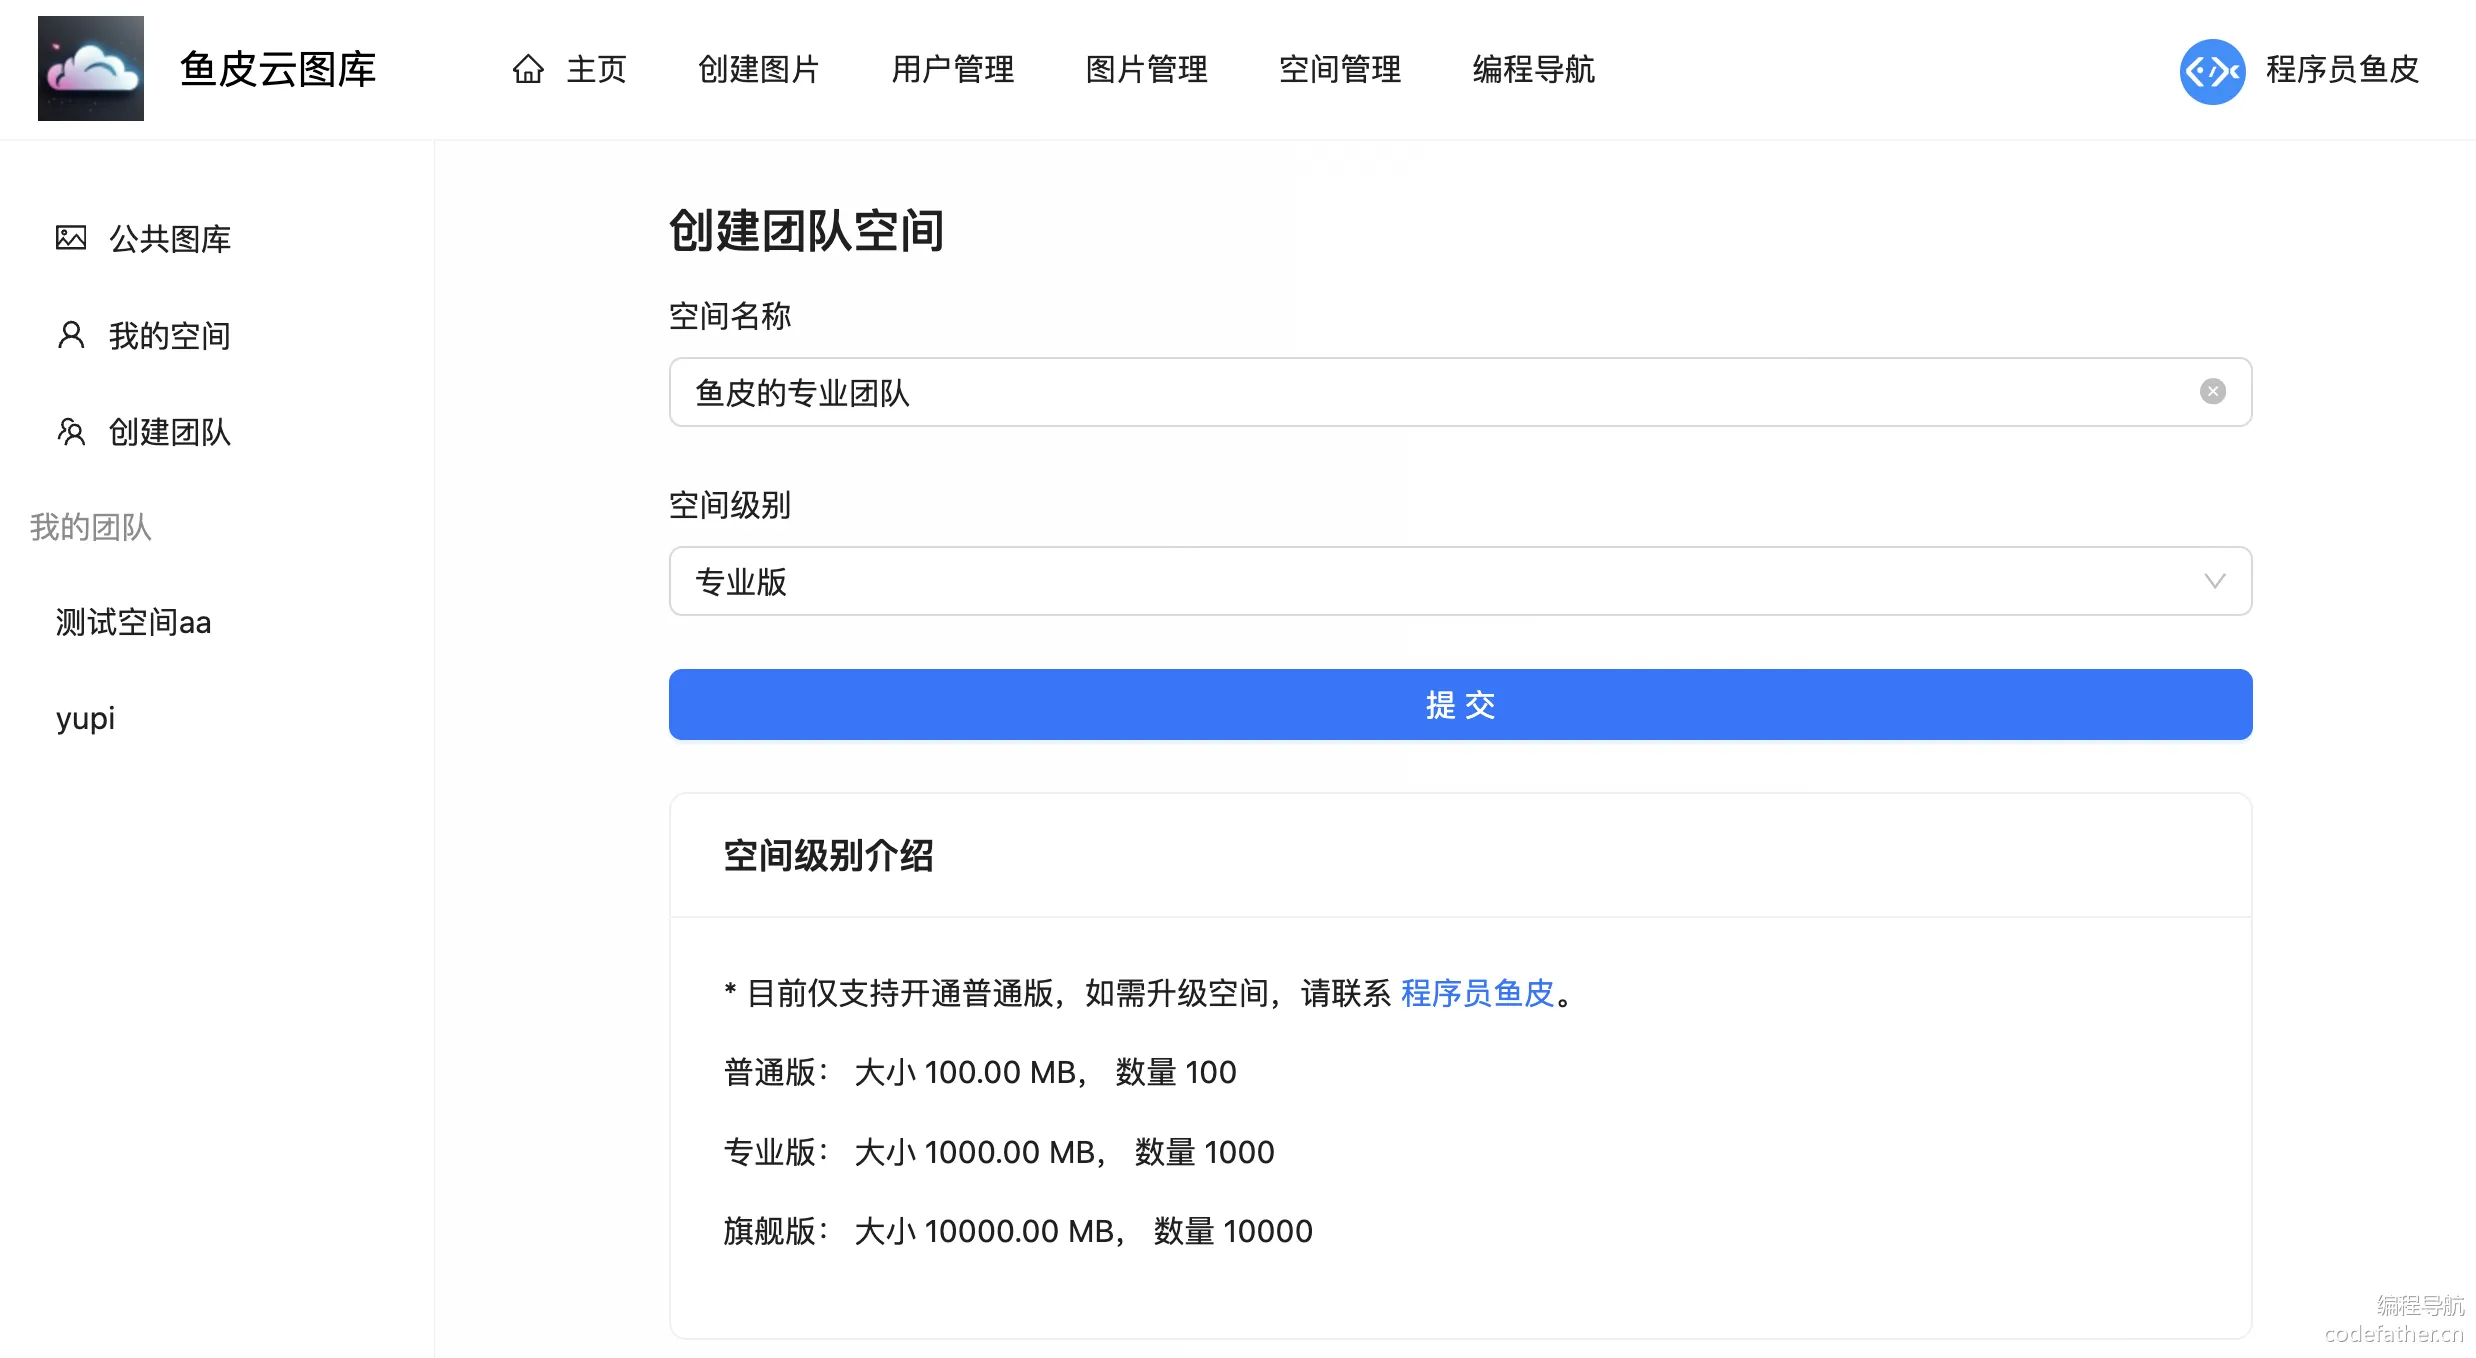 鱼皮云图库
主页 创建图片 用户管理 图片管理 空间管理 编程导航
程序员鱼皮
公共图库
我的空间
创建团队
我的团队
测试空间aa
yupi
创建团队空间
空间名称
鱼皮的专业团队
空间级别
专业版
提 交
空间级别介绍
* 目前仅支持开通普通版，如需升级空间，请联系 程序员鱼皮。
普通版： 大小 100.00 MB， 数量 100
专业版： 大小 1000.00 MB， 数量 1000
旗舰版： 大小 10000.00 MB， 数量 10000
编程导航
codefather.cn